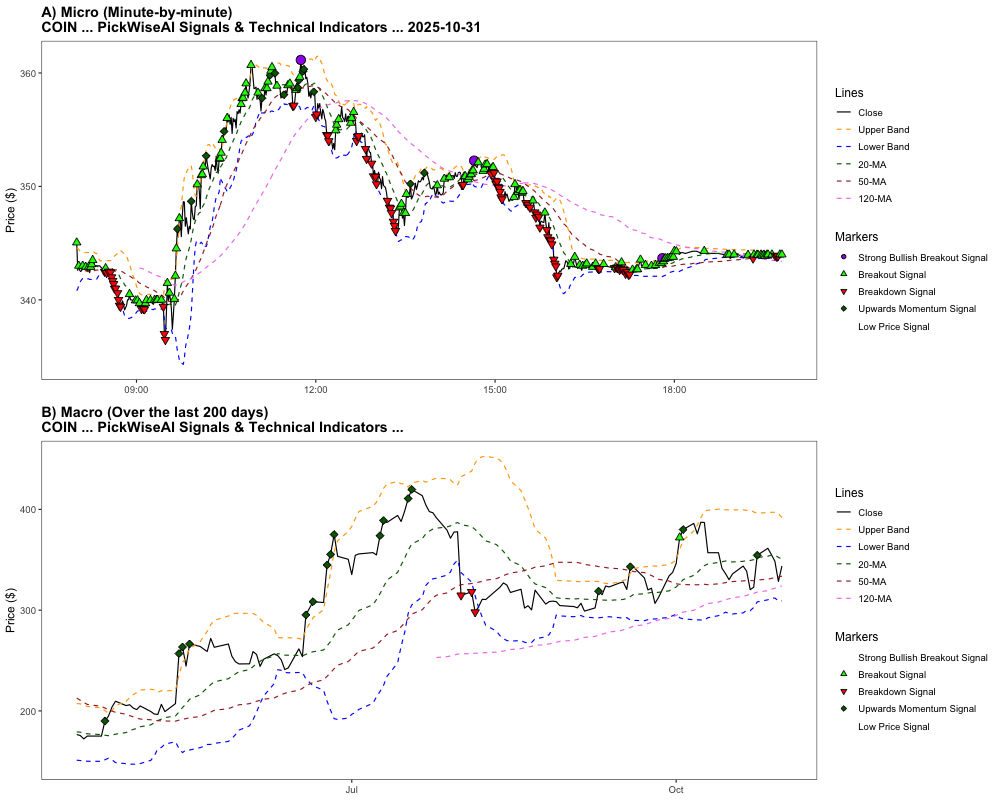 A) Micro (Minute-by-minute)
COIN ... PickWiseAI Signals & Technical Indicators ... 2025-10-31
Price ($)
360
350
340
09:00
12:00
15:00
18:00
Lines
Close
Upper Band
Lower Band
20-MA
50-MA
120-MA
Markers
Strong Bullish Breakout Signal
Breakout Signal
Breakdown Signal
Upwards Momentum Signal
Low Price Signal
B) Macro (Over the last 200 days)
COIN ... PickWiseAI Signals & Technical Indicators ...
Price ($)
400
300
200
Jul
Oct
Lines
Close
Upper Band
Lower Band
20-MA
50-MA
120-MA
Markers
Strong Bullish Breakout Signal
Breakout Signal
Breakdown Signal
Upwards Momentum Signal
Low Price Signal